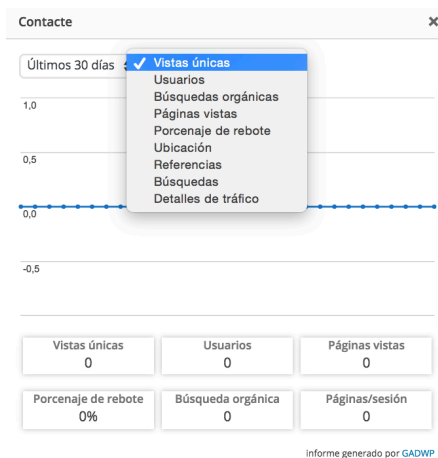 Contacte ×
Últimos 30 días
✓ Vistas únicas
Usuarios
Búsquedas orgánicas
Páginas vistas
Porcenaje de rebote
Ubicación
Referencias
Búsquedas
Detalles de tráfico
1,0
0,5
0,0
-0,5
Vistas únicas
0
Usuarios
0
Páginas vistas
0
Porcenaje de rebote
0%
Búsqueda orgánica
0
Páginas/sesión
0
informe generado por GADWP